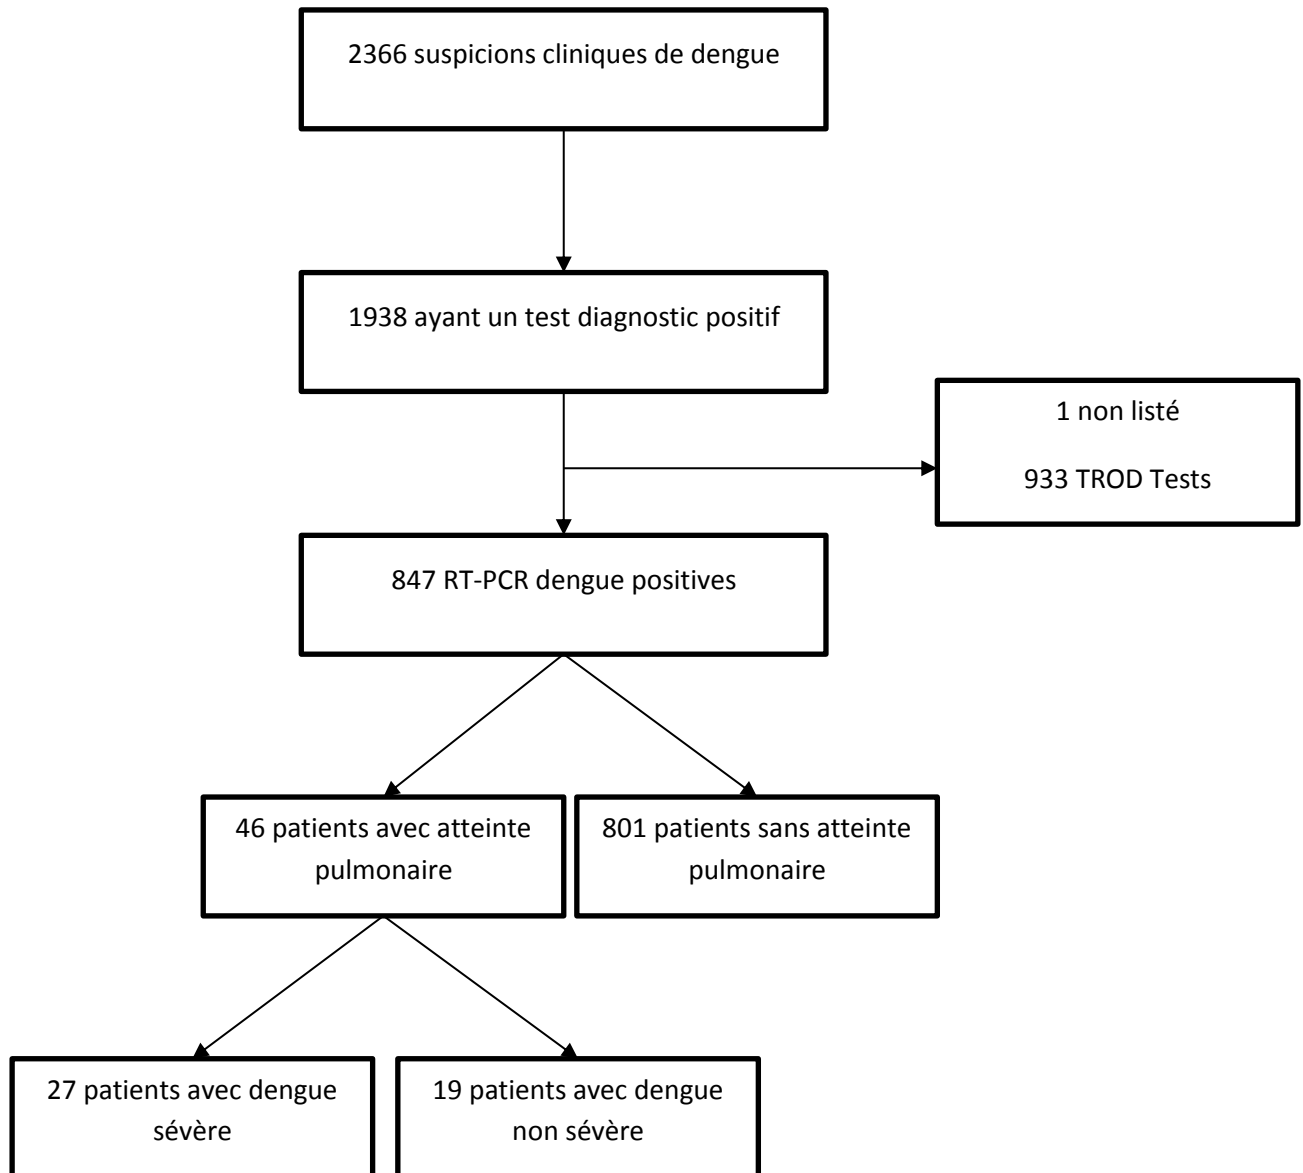 2366 suspicions cliniques de dengue
1938 ayant un test diagnostic positif
1 non listé
933 TROD Tests
847 RT-PCR dengue positives
46 patients avec atteinte
pulmonaire
801 patients sans atteinte
pulmonaire
27 patients avec dengue
sévère
19 patients avec dengue
non sévère